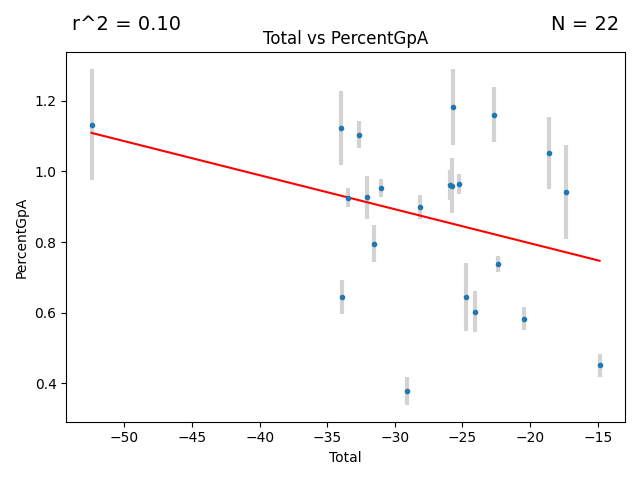 r^2 = 0.10
N = 22
Total vs PercentGpA
PercentGpA
1.2
1.0
0.8
0.6
0.4
−50
−45
−40
−35
−30
−25
−20
−15
Total